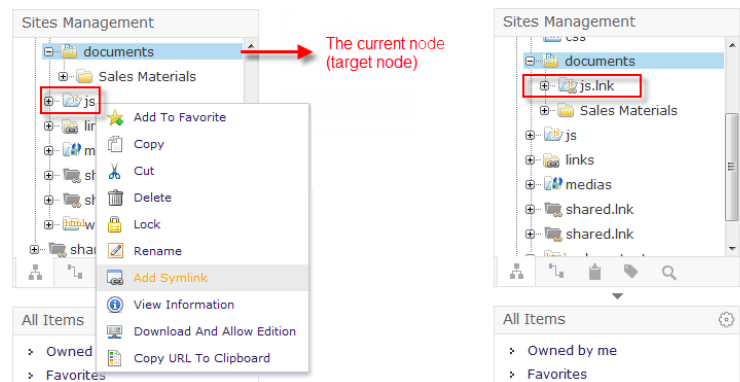 Sites Management
documents
Sales Materials
js
Add To Favorite
Copy
Cut
Delete
Lock
Rename
Add Symlink
View Information
Download And Allow Edition
Copy URL To Clipboard
All Items
Owned
Favorites
The current node
(target node)
Sites Management
css
documents
js.lnk
Sales Materials
js
links
medias
shared.lnk
shared.lnk
All Items
Owned by me
Favorites